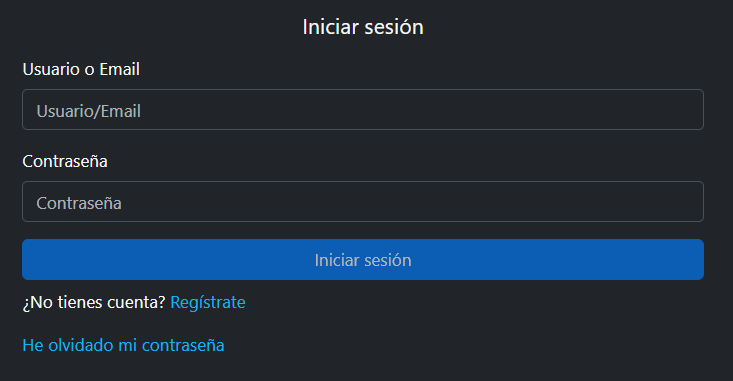 Iniciar sesión
Usuario o Email
Usuario/Email
Contraseña
Contraseña
Iniciar sesión
¿No tienes cuenta? Regístrate
He olvidado mi contraseña